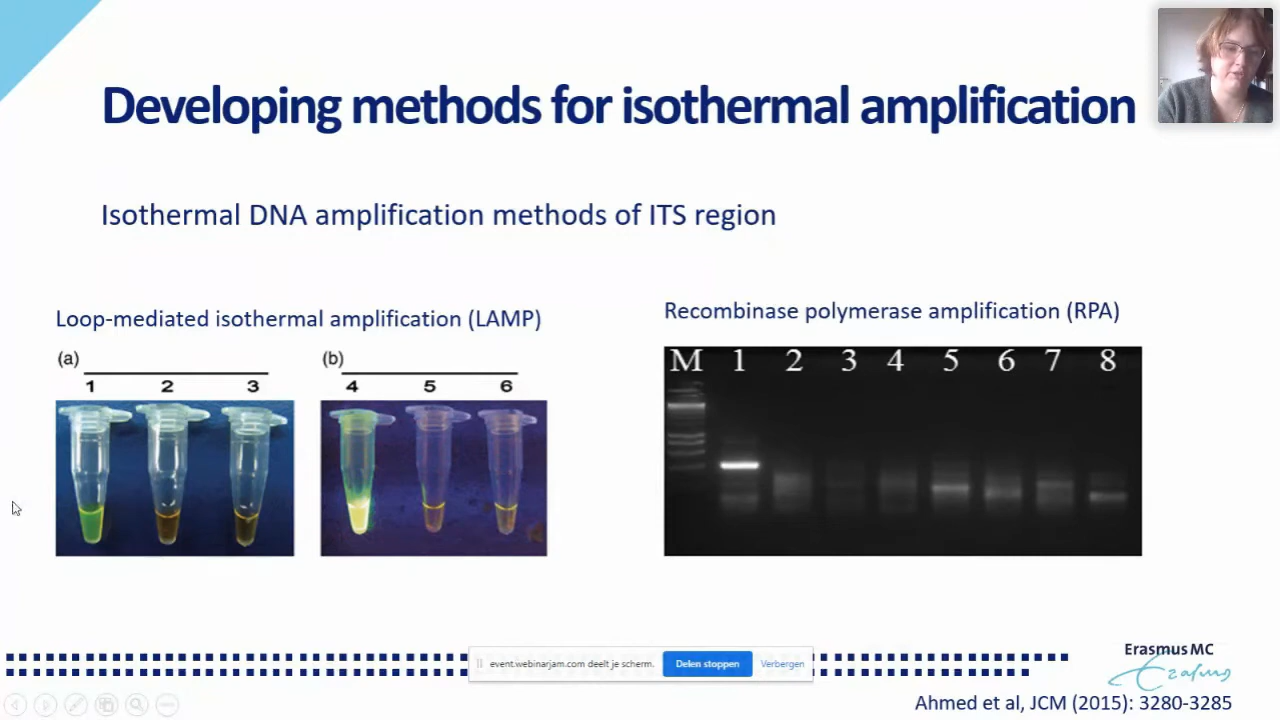 Developing methods for isothermal amplification
Isothermal DNA amplification methods of ITS region
Loop-mediated isothermal amplification (LAMP)
(a)
1 2 3
(b)
4 5 6
Recombinase polymerase amplification (RPA)
M 1 2 3 4 5 6 7 8
event.webinarjam.com deelt je scherm.
Delen stoppen
Verbergen
Erasmus MC
Erasmus
Ahmed et al, JCM (2015): 3280-3285